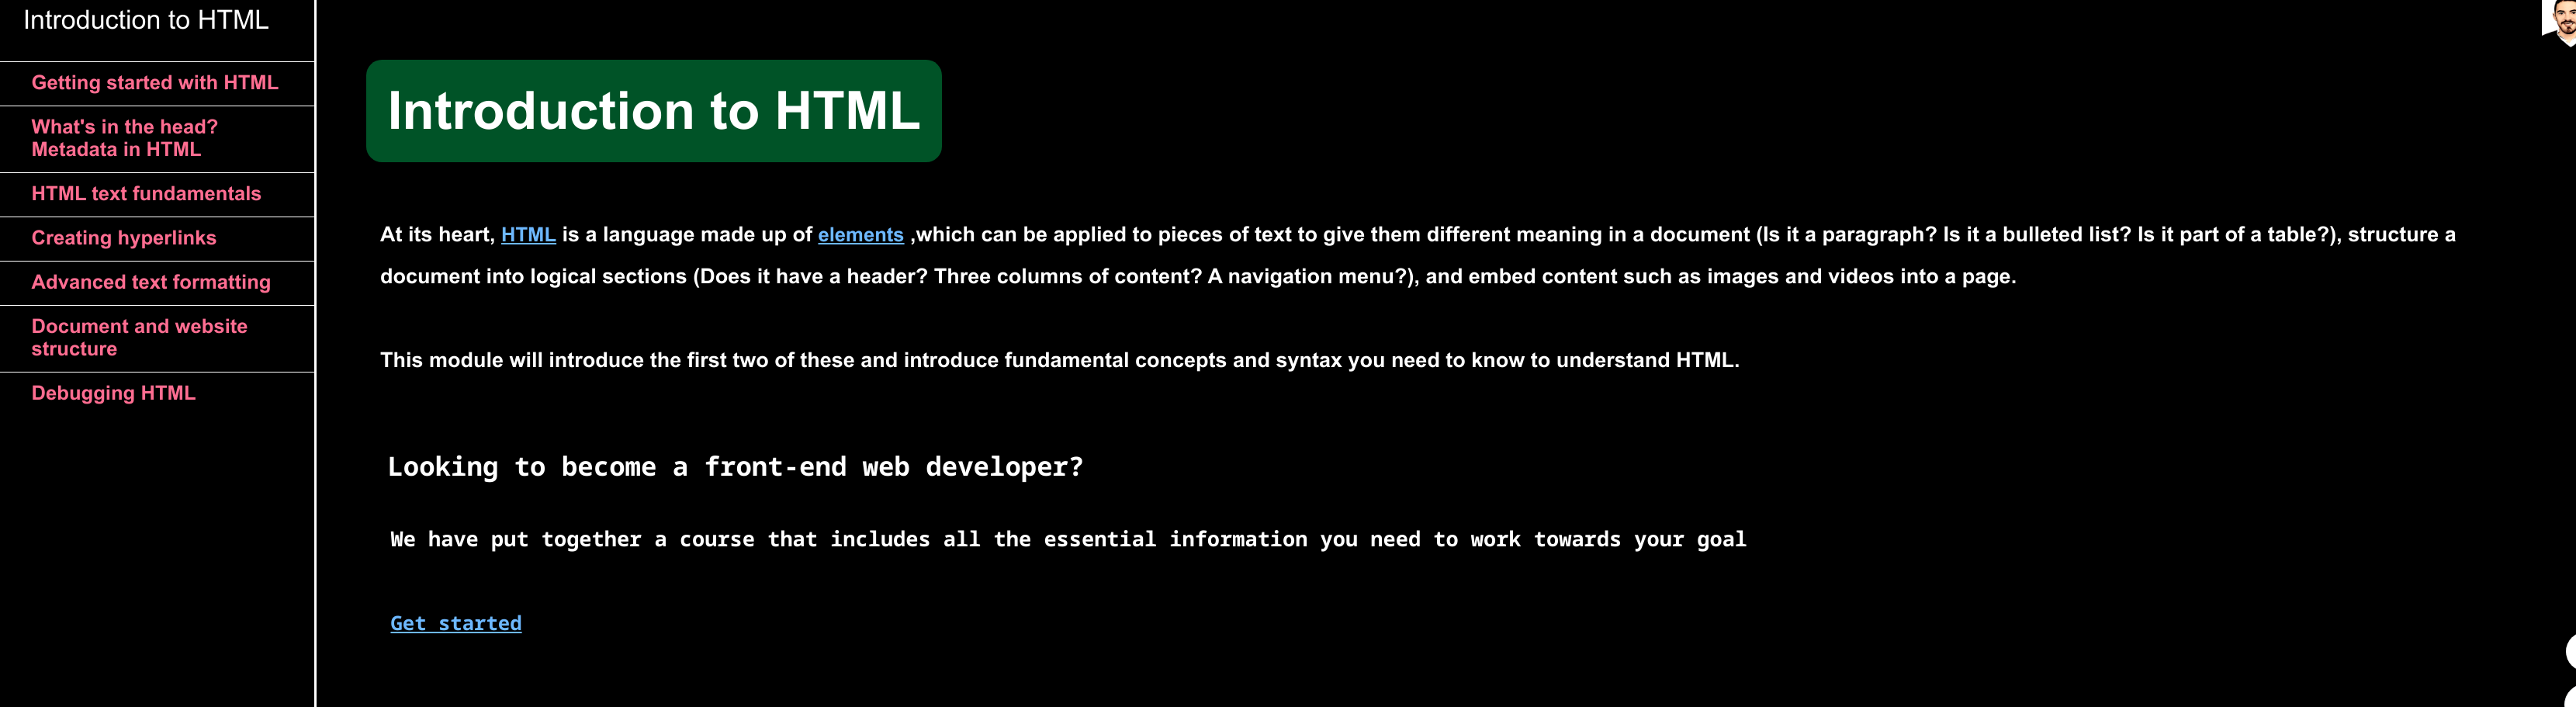 Introduction to HTML
Getting started with HTML
What's in the head?
Metadata in HTML
HTML text fundamentals
Creating hyperlinks
Advanced text formatting
Document and website
structure
Debugging HTML
Introduction to HTML
At its heart, HTML is a language made up of elements ,which can be applied to pieces of text to give them different meaning in a document (Is it a paragraph? Is it a bulleted list? Is it part of a table?), structure a
document into logical sections (Does it have a header? Three columns of content? A navigation menu?), and embed content such as images and videos into a page.
This module will introduce the first two of these and introduce fundamental concepts and syntax you need to know to understand HTML.
Looking to become a front-end web developer?
We have put together a course that includes all the essential information you need to work towards your goal
Get started